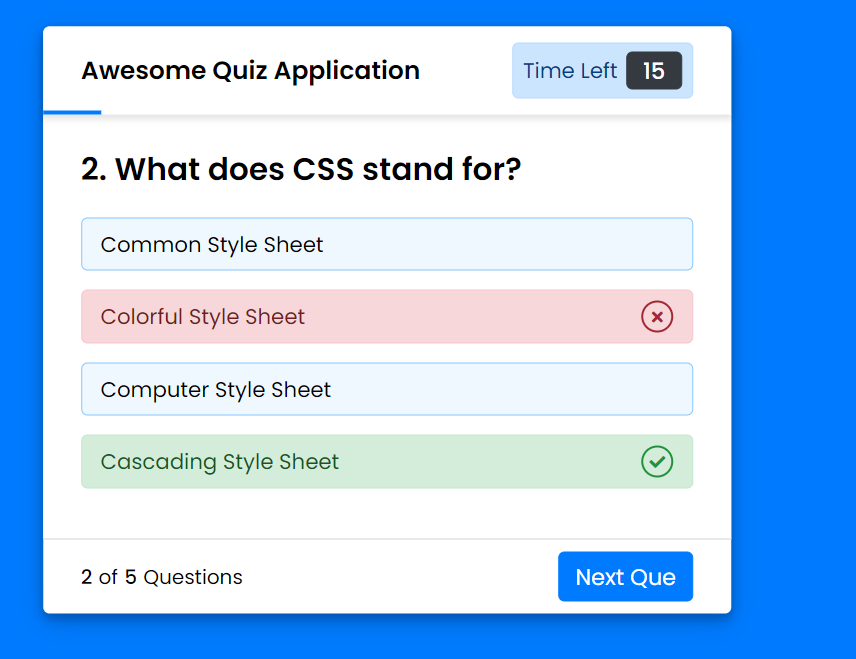 Awesome Quiz Application
Time Left 15
2. What does CSS stand for?
Common Style Sheet
Colorful Style Sheet
Computer Style Sheet
Cascading Style Sheet
2 of 5 Questions
Next Que